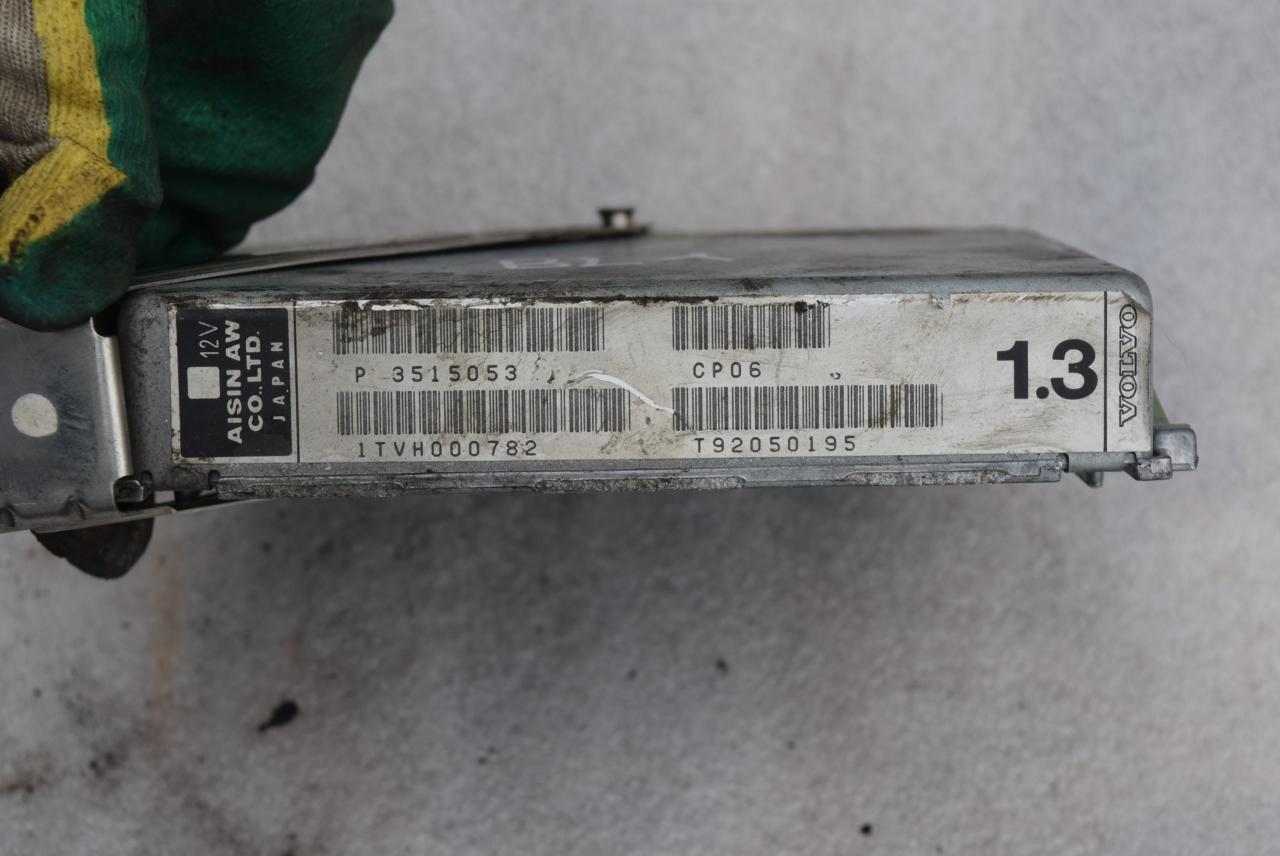 12V
AISIN AW
CO.,LTD.
JAPAN
P 3515053
CP06
1TVH000782
T92050195
1.3
VOLVO